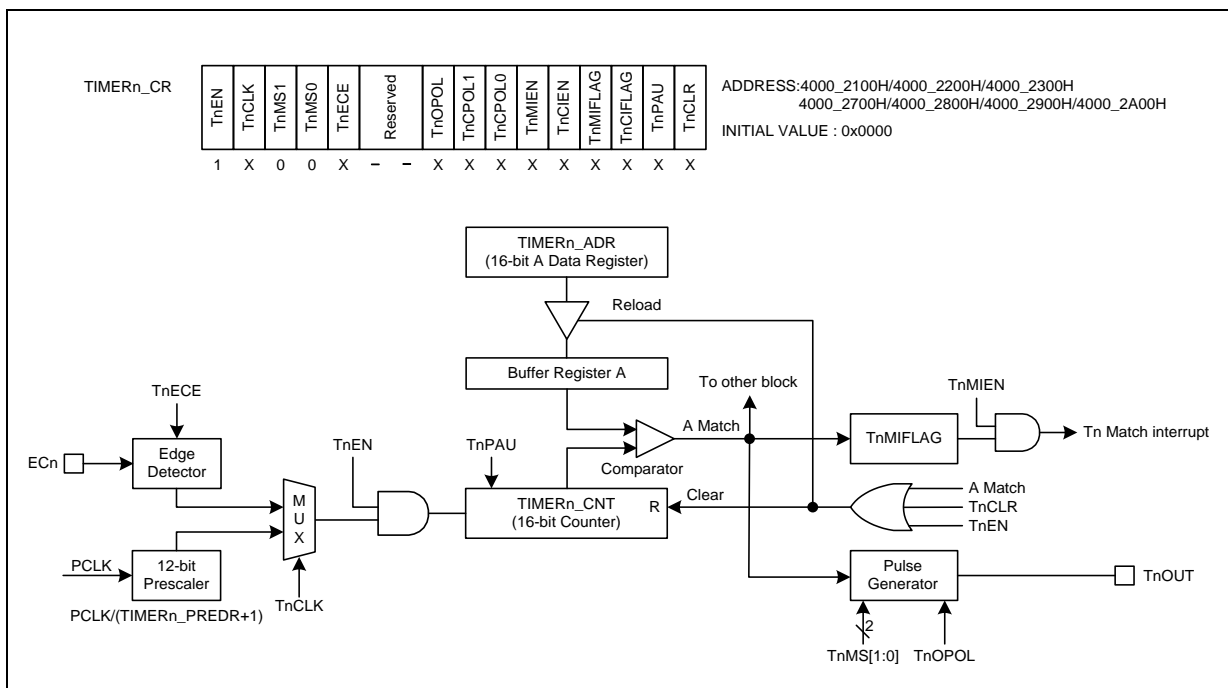 TIMERn_CR
TnEN
TnCLK
TnMS1
TnMS0
TnECE
Reserved
TnOPOL
TnCPOL1
TnCPOL0
TnMIEN
TnCIEN
TnMIFLAG
TnCIFLAG
TnPAU
TnCLR
1 X 0 0 X – – X X X X X X X X X
ADDRESS:4000_2100H/4000_2200H/4000_2300H
4000_2700H/4000_2800H/4000_2900H/4000_2A00H
INITIAL VALUE : 0x0000
TIMERn_ADR
(16-bit A Data Register)
Reload
Buffer Register A
To other block
TnMIEN
TnECE
TnEN
TnPAU
A Match
TnMIFLAG
Tn Match interrupt
ECn
Edge
Detector
Comparator
MUX
TIMERn_CNT
(16-bit Counter)
R
Clear
A Match
TnCLR
TnEN
PCLK
12-bit
Prescaler
TnCLK
PCLK/(TIMERn_PREDR+1)
Pulse
Generator
TnOUT
2
TnMS[1:0]
TnOPOL